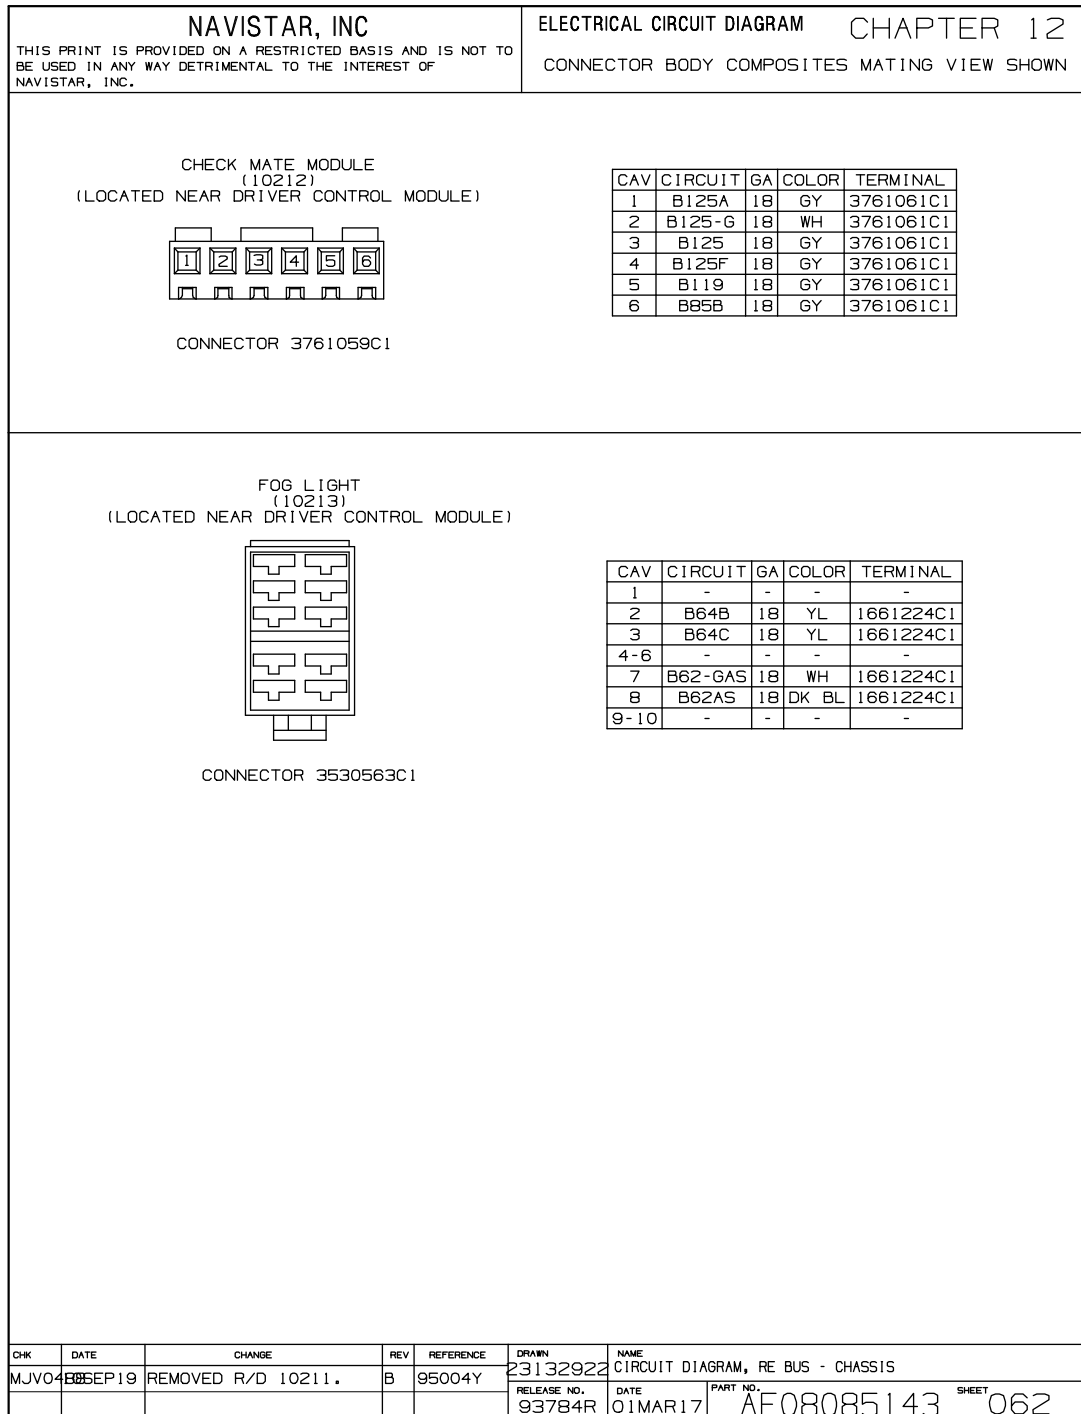 NAVISTAR, INC
THIS PRINT IS PROVIDED ON A RESTRICTED BASIS AND IS NOT TO
BE USED IN ANY WAY DETRIMENTAL TO THE INTEREST OF
NAVISTAR, INC.
ELECTRICAL CIRCUIT DIAGRAM CHAPTER 12
CONNECTOR BODY COMPOSITES MATING VIEW SHOWN
CHECK MATE MODULE
(10212)
(LOCATED NEAR DRIVER CONTROL MODULE)
1 2 3 4 5 6
CONNECTOR 3761059C1
CAV CIRCUIT GA COLOR TERMINAL
1 B125A 18 GY 3761061C1
2 B125-G 18 WH 3761061C1
3 B125 18 GY 3761061C1
4 B125F 18 GY 3761061C1
5 B119 18 GY 3761061C1
6 B85B 18 GY 3761061C1
FOG LIGHT
(10213)
(LOCATED NEAR DRIVER CONTROL MODULE)
CONNECTOR 3530563C1
CAV CIRCUIT GA COLOR TERMINAL
1 - - - -
2 B64B 18 YL 1661224C1
3 B64C 18 YL 1661224C1
4-6 - - - -
7 B62-GAS 18 WH 1661224C1
8 B62AS 18 DK BL 1661224C1
9-10 - - - -
CHK DATE CHANGE REV REFERENCE
SEP19 REMOVED R/D 10211. B 95004Y
DRAWN
23132922
NAME
CIRCUIT DIAGRAM, RE BUS - CHASSIS
RELEASE NO.
93784R
DATE
01MAR17
PART NO.
AF08085143
SHEET
062